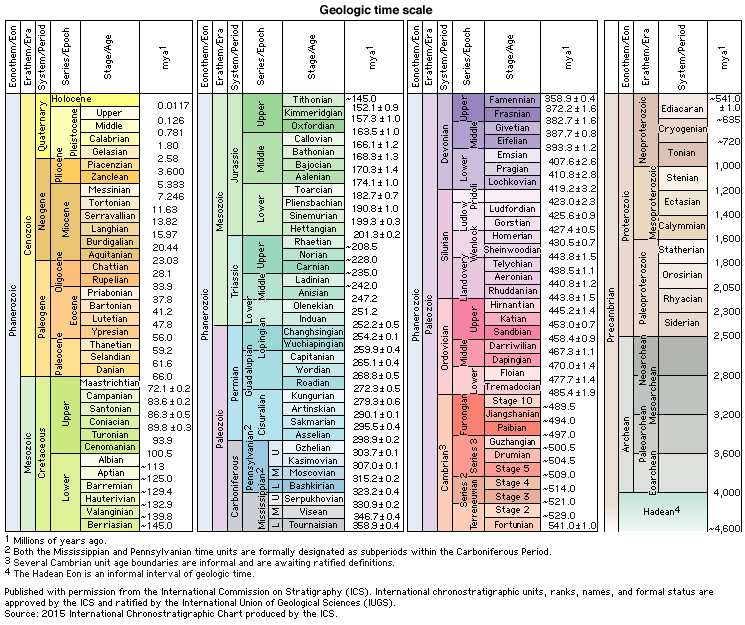 Geologic time scale
Eonothem/Eon
Erathem/Era
System/Period
Series/Epoch
Stage/Age
mya1
Phanerozoic
Cenozoic
Quaternary
Holocene
0.0117
Pleistocene
Upper
0.126
Middle
0.781
Calabrian
1.80
Gelasian
2.58
Neogene
Pliocene
Piacenzian
3.600
Zanclean
5.333
Miocene
Messinian
7.246
Tortonian
11.63
Serravallian
13.82
Langhian
15.97
Burdigalian
20.44
Aquitanian
23.03
Paleogene
Oligocene
Chattian
28.1
Rupelian
33.9
Eocene
Priabonian
37.8
Bartonian
41.2
Lutetian
47.8
Ypresian
56.0
Paleocene
Thanetian
59.2
Selandian
61.6
Danian
66.0
Mesozoic
Cretaceous
Upper
Maastrichtian
72.1±0.2
Campanian
83.6±0.2
Santonian
86.3±0.5
Coniacian
89.8±0.3
Turonian
93.9
Cenomanian
100.5
Lower
Albian
~113
Aptian
~125.0
Barremian
~129.4
Hauterivian
~132.9
Valanginian
~139.8
Berriasian
~145.0
Eonothem/Eon
Erathem/Era
System/Period
Series/Epoch
Stage/Age
mya1
Phanerozoic
Mesozoic
Jurassic
~145.0
Upper
Tithonian
152.1±0.9
Kimmeridgian
157.3±1.0
Oxfordian
163.5±1.0
Middle
Callovian
166.1±1.2
Bathonian
168.3±1.3
Bajocian
170.3±1.4
Aalenian
174.1±1.0
Lower
Toarcian
182.7±0.7
Pliensbachian
190.8±1.0
Sinemurian
199.3±0.3
Hettangian
201.3±0.2
Triassic
Upper
Rhaetian
~208.5
Norian
~228.0
Carnian
~235.0
Middle
Ladinian
~242.0
Anisian
247.2
Lower
Olenekian
251.2
Induan
252.2±0.5
Phanerozoic
Paleozoic
Permian
Lopingian
Changhsingian
254.2±0.1
Wuchiapingian
259.9±0.4
Guadalupian
Capitanian
265.1±0.4
Wordian
268.8±0.5
Roadian
272.3±0.5
Cisuralian
Kungurian
279.3±0.6
Artinskian
290.1±0.1
Sakmarian
295.5±0.4
Asselian
298.9±0.2
Carboniferous
Pennsylvanian2
U
Gzhelian
303.7±0.1
Kasimovian
307.0±0.1
M
Moscovian
315.2±0.2
L
Bashkirian
323.2±0.4
Mississippian2
U
Serpukhovian
330.9±0.2
M
Visean
346.7±0.4
L
Tournaisian
358.9±0.4
Eonothem/Eon
Erathem/Era
System/Period
Series/Epoch
Stage/Age
mya1
Phanerozoic
Paleozoic
Devonian
358.9±0.4
Upper
Famennian
372.2±1.6
Frasnian
382.7±1.6
Middle
Givetian
387.7±0.8
Eifelian
393.3±1.2
Lower
Emsian
407.6±2.6
Pragian
410.8±2.8
Lochkovian
419.2±3.2
Silurian
Pridoli
423.0±2.3
Ludlow
Ludfordian
425.6±0.9
Gorstian
427.4±0.5
Wenlock
Homerian
430.5±0.7
Sheinwoodian
443.8±1.5
Llandovery
Telychian
438.5±1.1
Aeronian
440.8±1.2
Rhuddanian
443.8±1.5
Ordovician
Upper
Hirnantian
445.2±1.4
Katian
453.0±0.7
Sandbian
458.4±0.9
Middle
Darriwilian
467.3±1.1
Dapingian
470.0±1.4
Lower
Floian
477.7±1.4
Tremadocian
485.4±1.9
Cambrian3
Furongian
Stage 10
~489.5
Jiangshanian
~494.0
Paibian
~497.0
Series 3
Guzhangian
~500.5
Drumian
~504.5
Stage 5
~509.0
Series 2
Stage 4
~514.0
Stage 3
~521.0
Terreneuvian
Stage 2
~529.0
Fortunian
541.0±1.0
Eonothem/Eon
Erathem/Era
System/Period
mya1
Precambrian
Proterozoic
Neoproterozoic
~541.0 ±1.0
Ediacaran
~635
Cryogenian
~720
Tonian
1,000
Mesoproterozoic
Stenian
1,200
Ectasian
1,400
Calymmian
1,600
Paleoproterozoic
Statherian
1,800
Orosirian
2,050
Rhyacian
2,300
Siderian
2,500
Archean
Neoarchean
2,800
Mesoarchean
3,200
Paleoarchean
3,600
Eoarchean
4,000
Hadean4
~4,600
1 Millions of years ago.
2 Both the Mississippian and Pennsylvanian time units are formally designated as subperiods within the Carboniferous Period.
3 Several Cambrian unit age boundaries are informal and are awaiting ratified definitions.
4 The Hadean Eon is an informal interval of geologic time.
Published with permission from the International Commission on Stratigraphy (ICS). International chronostratigraphic units, ranks, names, and formal status are
approved by the ICS and ratified by the International Union of Geological Sciences (IUGS).
Source: 2015 International Chronostratigraphic Chart produced by the ICS.